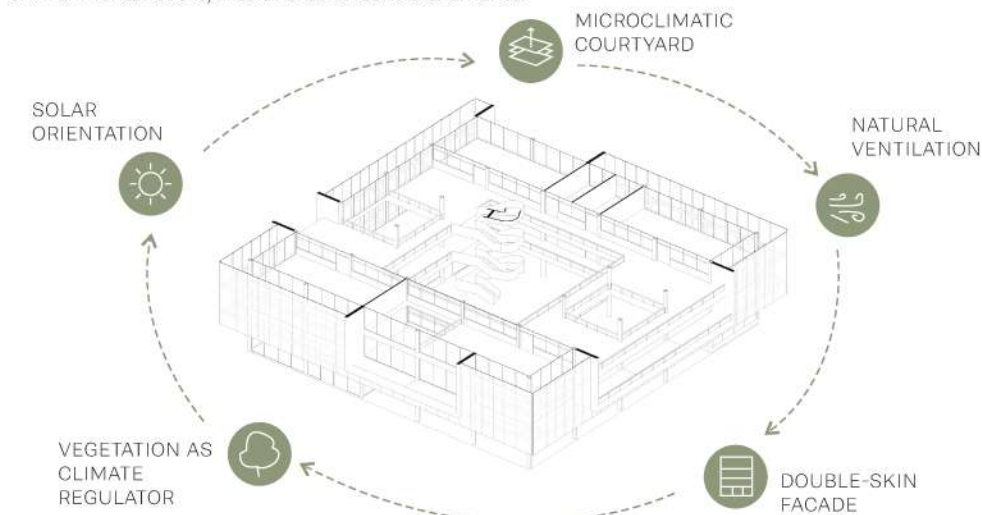 MICROCLIMATIC
COURTYARD
SOLAR
ORIENTATION
NATURAL
VENTILATION
VEGETATION AS
CLIMATE
REGULATOR
DOUBLE-SKIN
FACADE